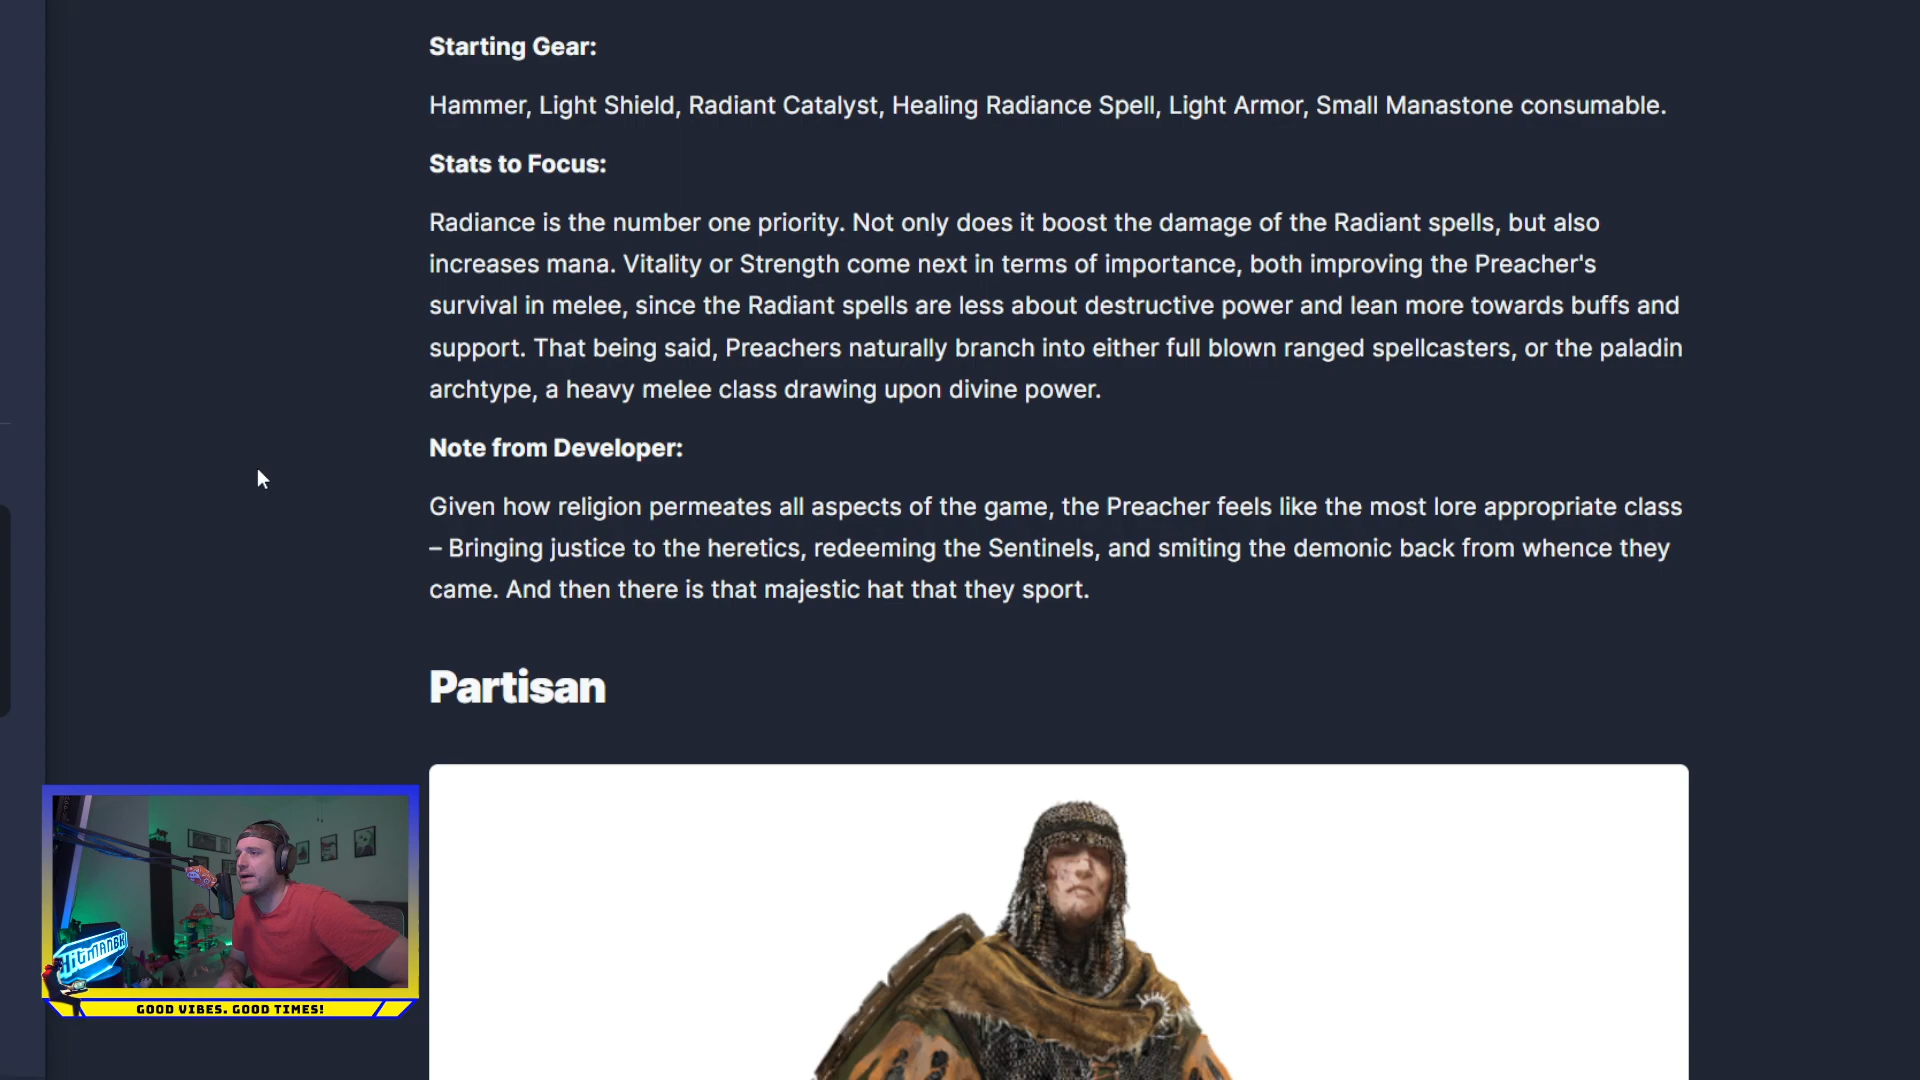 Starting Gear:
Hammer, Light Shield, Radiant Catalyst, Healing Radiance Spell, Light Armor, Small Manastone consumable.
Stats to Focus:
Radiance is the number one priority. Not only does it boost the damage of the Radiant spells, but also
increases mana. Vitality or Strength come next in terms of importance, both improving the Preacher's
survival in melee, since the Radiant spells are less about destructive power and lean more towards buffs and
support. That being said, Preachers naturally branch into either full blown ranged spellcasters, or the paladin
archtype, a heavy melee class drawing upon divine power.
Note from Developer:
Given how religion permeates all aspects of the game, the Preacher feels like the most lore appropriate class
– Bringing justice to the heretics, redeeming the Sentinels, and smiting the demonic back from whence they
came. And then there is that majestic hat that they sport.
Partisan
HitMANBK
GOOD VIBES. GOOD TIMES!